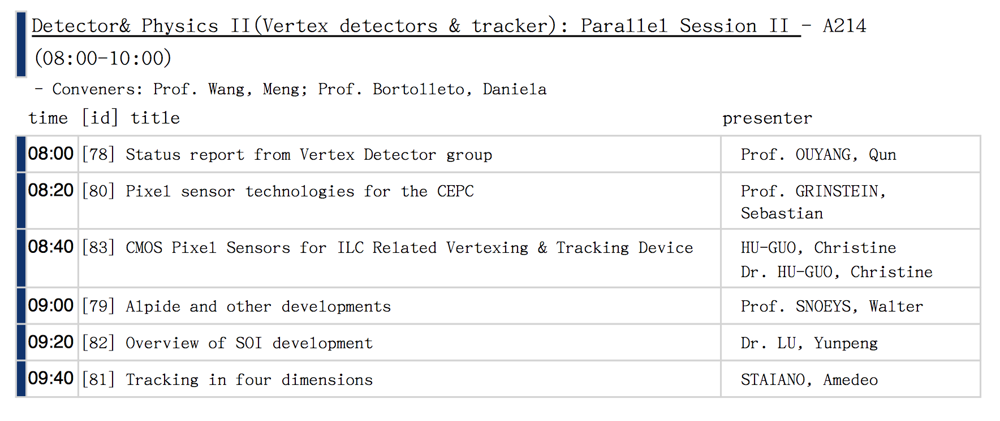 Detector& Physics II(Vertex detectors & tracker): Parallel Session II - A214
(08:00-10:00)
- Conveners: Prof. Wang, Meng; Prof. Bortolleto, Daniela
time [id] title presenter
08:00 [78] Status report from Vertex Detector group Prof. OUYANG, Qun
08:20 [80] Pixel sensor technologies for the CEPC Prof. GRINSTEIN,
Sebastian
08:40 [83] CMOS Pixel Sensors for ILC Related Vertexing & Tracking Device HU-GUO, Christine
Dr. HU-GUO, Christine
09:00 [79] Alpide and other developments Prof. SNOEYS, Walter
09:20 [82] Overview of SOI development Dr. LU, Yunpeng
09:40 [81] Tracking in four dimensions STAIANO, Amedeo